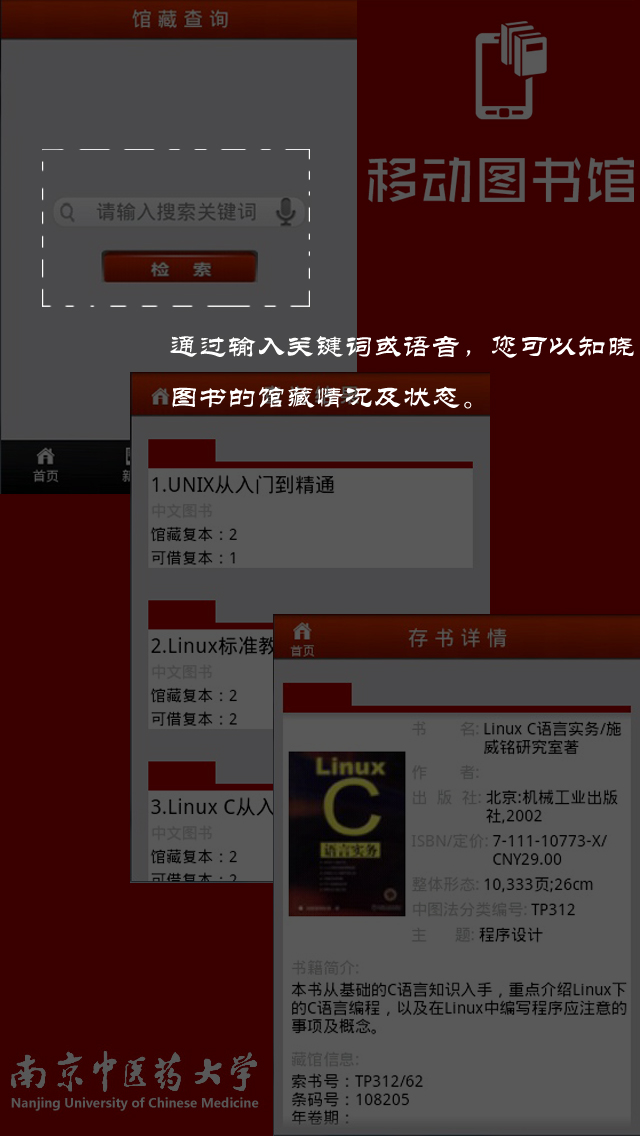 馆藏查询
移动图书馆
请输入搜索关键词
检 索
通过输入关键词或语音，您可以知晓
图书的馆藏情况及状态。
首页
1.UNIX从入门到精通
中文图书
馆藏复本：2
可借复本：1
2.Linux标准教
中文图书
馆藏复本：2
可借复本：2
3.Linux C从入
中文图书
馆藏复本：2
可借复本：2
存书详情
首页
书 名: Linux C语言实务/施
威铭研究室著
作 者:
出 版 社: 北京:机械工业出版
社,2002
ISBN/定价: 7-111-10773-X/
CNY29.00
整体形态: 10,333页;26cm
中图法分类编号: TP312
主 题: 程序设计
Linux
C
语言实务
书籍简介:
本书从基础的C语言知识入手，重点介绍Linux下
的C语言编程，以及在Linux中编写程序应注意的
事项及概念。
藏馆信息:
索书号：TP312/62
条码号：108205
年卷期：
南京中医药大学
Nanjing University of Chinese Medicine